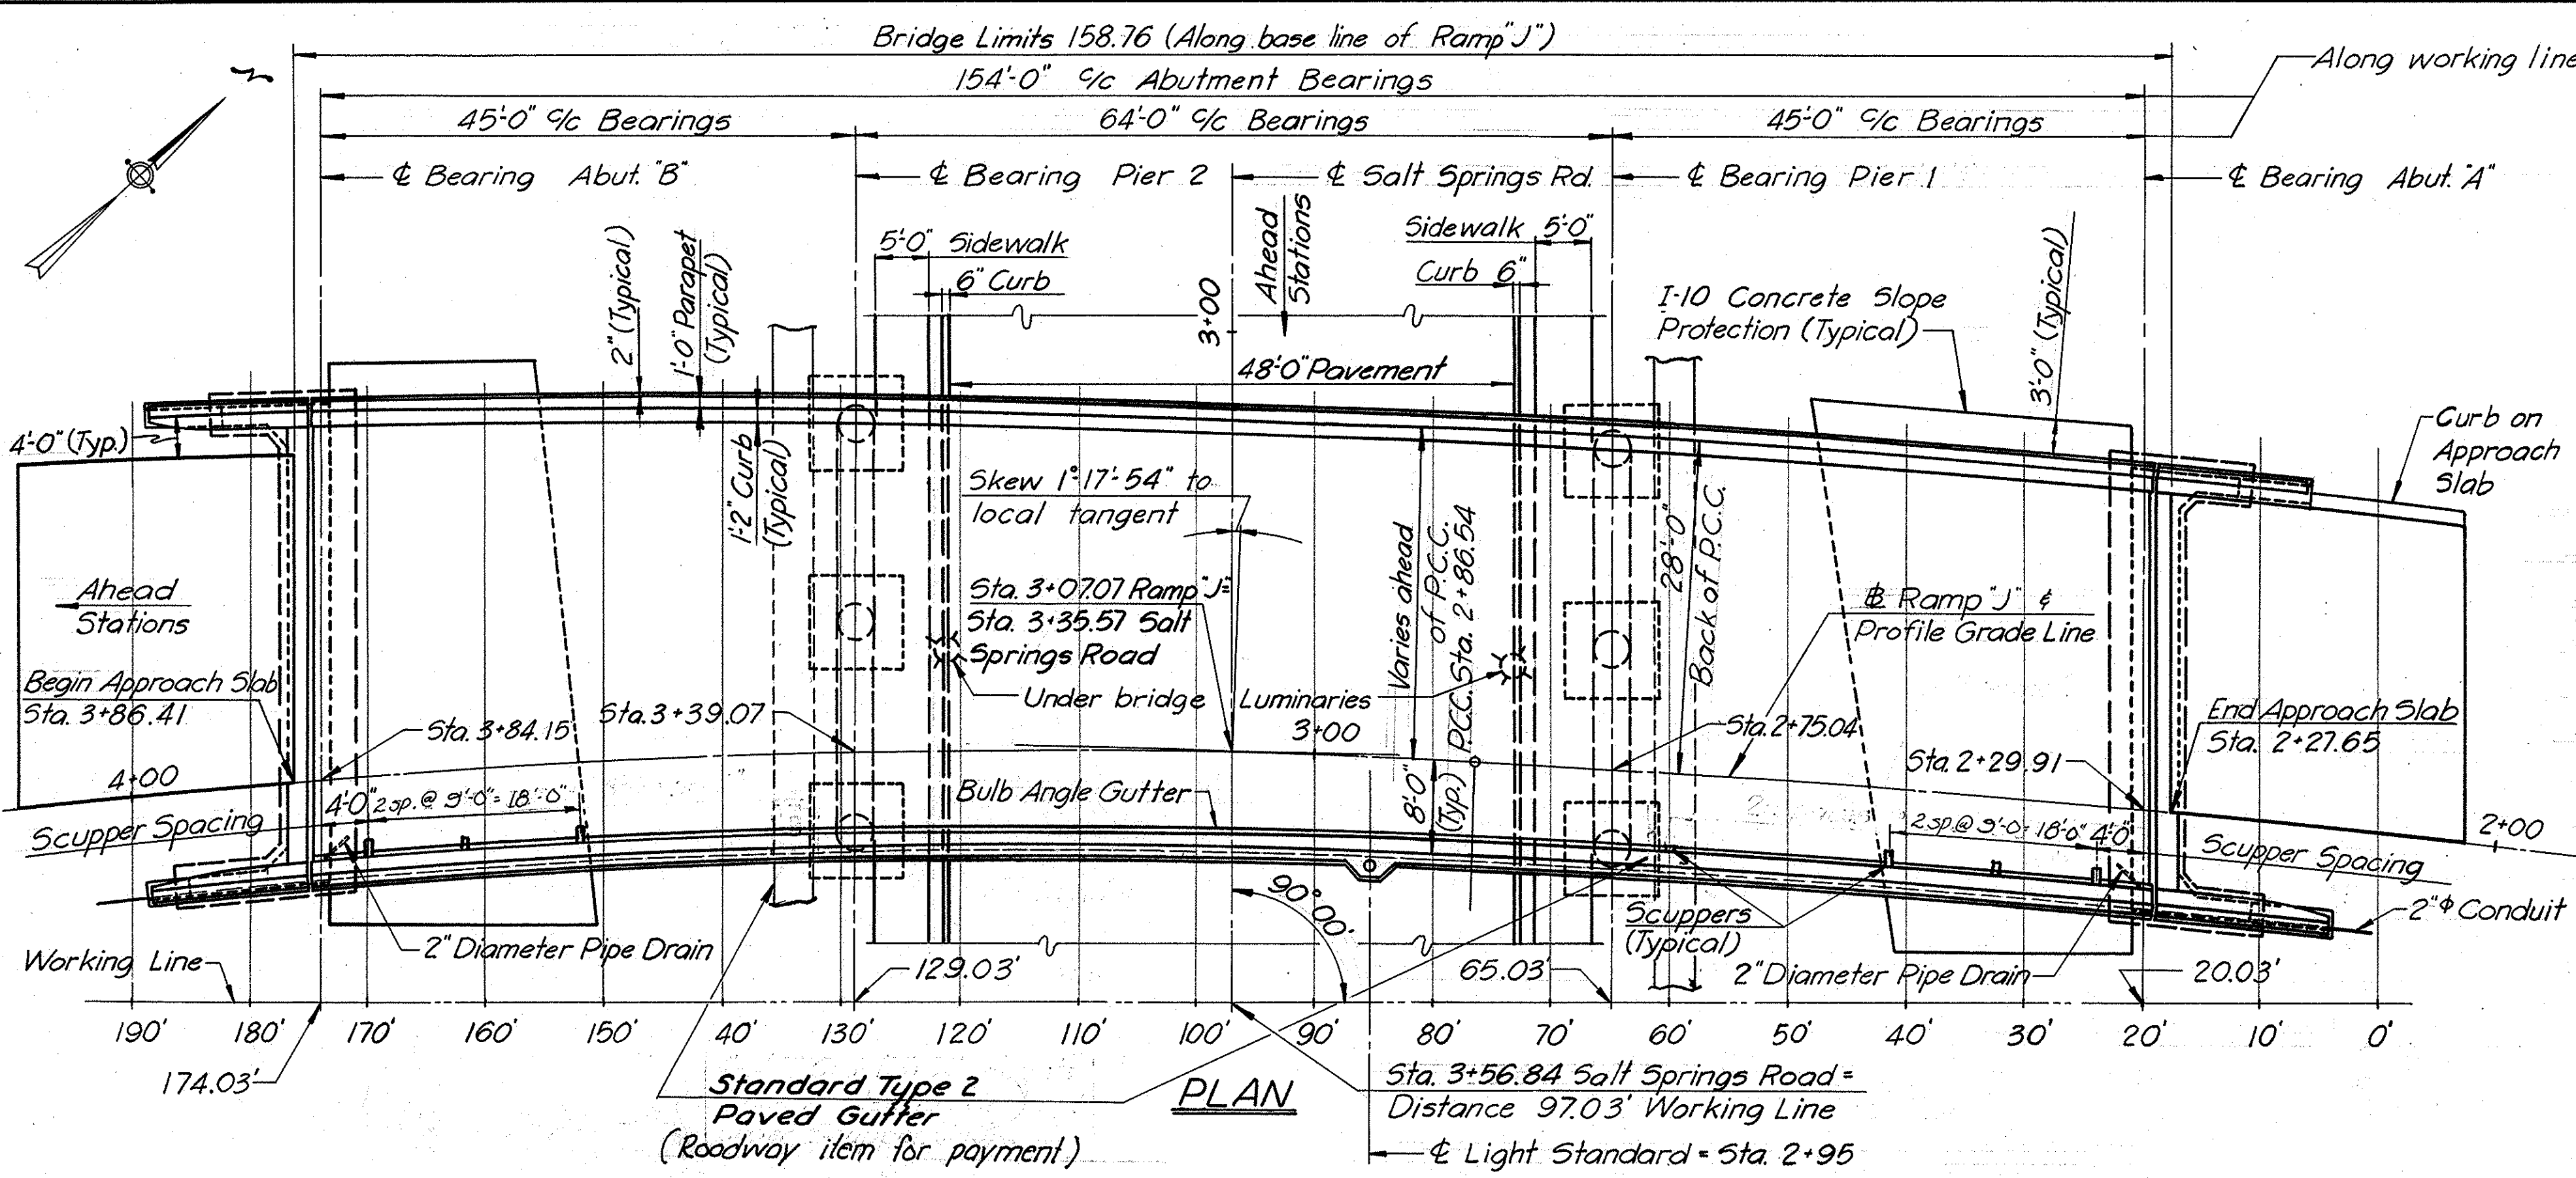 Bridge Limits 158.76 (Along base line of Ramp "J")
154'-0" c/c Abutment Bearings
Along working line
45'-0" c/c Bearings
64'-0" c/c Bearings
45'-0" c/c Bearings
℄ Bearing Abut. "B"
℄ Bearing Pier 2
℄ Salt Springs Rd.
℄ Bearing Pier 1
℄ Bearing Abut. "A"
2" (Typical)
1'-0" Parapet
(Typical)
5'-0" Sidewalk
6" Curb
3+00
Ahead
Stations
Sidewalk 5'-0"
Curb 6"
I-10 Concrete Slope
Protection (Typical)
3'-0" (Typical)
48'-0" Pavement
4'-0" (Typ.)
1'-2" Curb
(Typical)
Skew 1°-17'-54" to
local tangent
Varies ahead
of P.C.C.
P.C.C. Sta. 2+86.54
28'-0"
Back of P.C.C.
Curb on
Approach
Slab
Ahead
Stations
Sta. 3+07.07 Ramp "J"=
Sta. 3+35.57 Salt
Springs Road
℄ Ramp "J" &
Profile Grade Line
Begin Approach Slab
Sta. 3+86.41
Sta. 3+84.15
Sta. 3+39.07
Under bridge Luminaries
3+00
Sta. 2+75.04
Sta. 2+29.91
End Approach Slab
Sta. 2+27.65
4+00
4'-0" 2 sp. @ 9'-0" = 18'-0"
Scupper Spacing
Bulb Angle Gutter
8'-0"
(Typ.)
2 sp. @ 9'-0" = 18'-0" 4'-0"
2+00
Scupper Spacing
90°00'
Scuppers
(Typical)
2"⌀ Conduit
2" Diameter Pipe Drain
2" Diameter Pipe Drain
Working Line
129.03'
65.03'
20.03'
190' 180' 170' 160' 150' 40' 130' 120' 110' 100' 90' 80' 70' 60' 50' 40' 30' 20' 10' 0'
174.03'
Standard Type 2
Paved Gutter
(Roadway item for payment)
PLAN
Sta. 3+56.84 Salt Springs Road =
Distance 97.03' Working Line
℄ Light Standard = Sta. 2+95